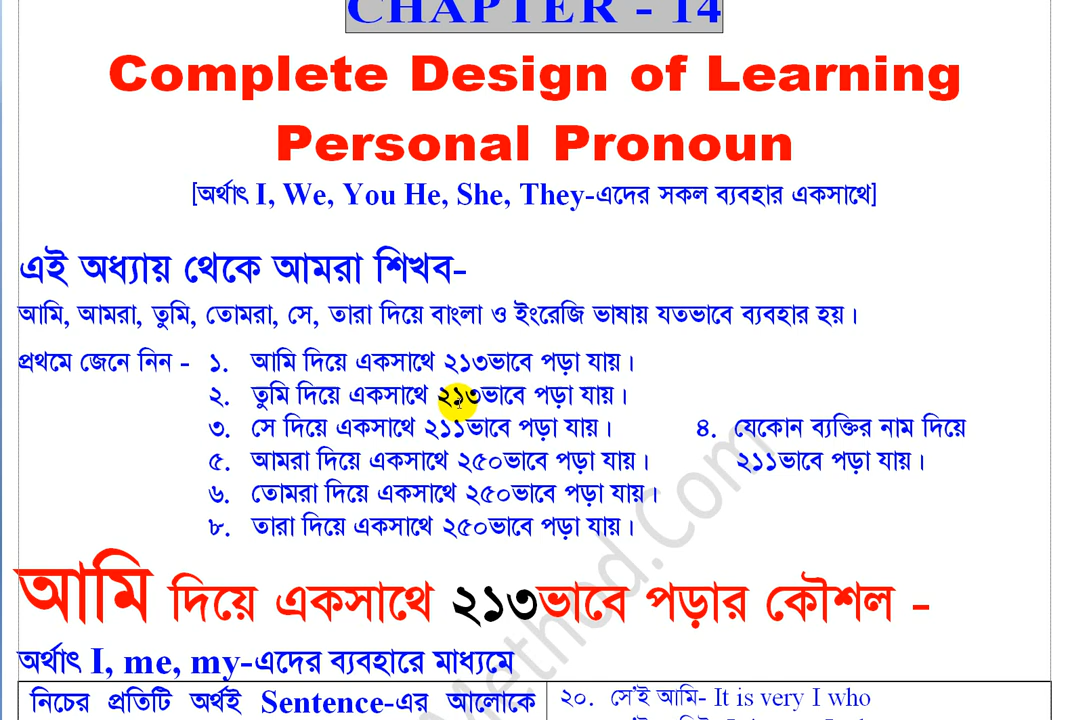 CHAPTER - 14
Complete Design of Learning
Personal Pronoun
[অর্থাৎ I, We, You He, She, They-এদের সকল ব্যবহার একসাথে]
এই অধ্যায় থেকে আমরা শিখব-
আমি, আমরা, তুমি, তোমরা, সে, তারা দিয়ে বাংলা ও ইংরেজি ভাষায় যতভাবে ব্যবহার হয়।
প্রথমে জেনে নিন - ১. আমি দিয়ে একসাথে ২১৩ভাবে পড়া যায়।
২. তুমি দিয়ে একসাথে ২১৩ভাবে পড়া যায়।
৩. সে দিয়ে একসাথে ২১১ভাবে পড়া যায়। ৪. যেকোন ব্যক্তির নাম দিয়ে
৫. আমরা দিয়ে একসাথে ২৫০ভাবে পড়া যায়। ২১১ভাবে পড়া যায়।
৬. তোমরা দিয়ে একসাথে ২৫০ভাবে পড়া যায়।
৮. তারা দিয়ে একসাথে ২৫০ভাবে পড়া যায়।
আমি দিয়ে একসাথে ২১৩ভাবে পড়ার কৌশল -
অর্থাৎ I, me, my-এদের ব্যবহারে মাধ্যমে
নিচের প্রতিটি অর্থই Sentence-এর আলোকে
২০. সে'ই আমি- It is very I who
Method.Com